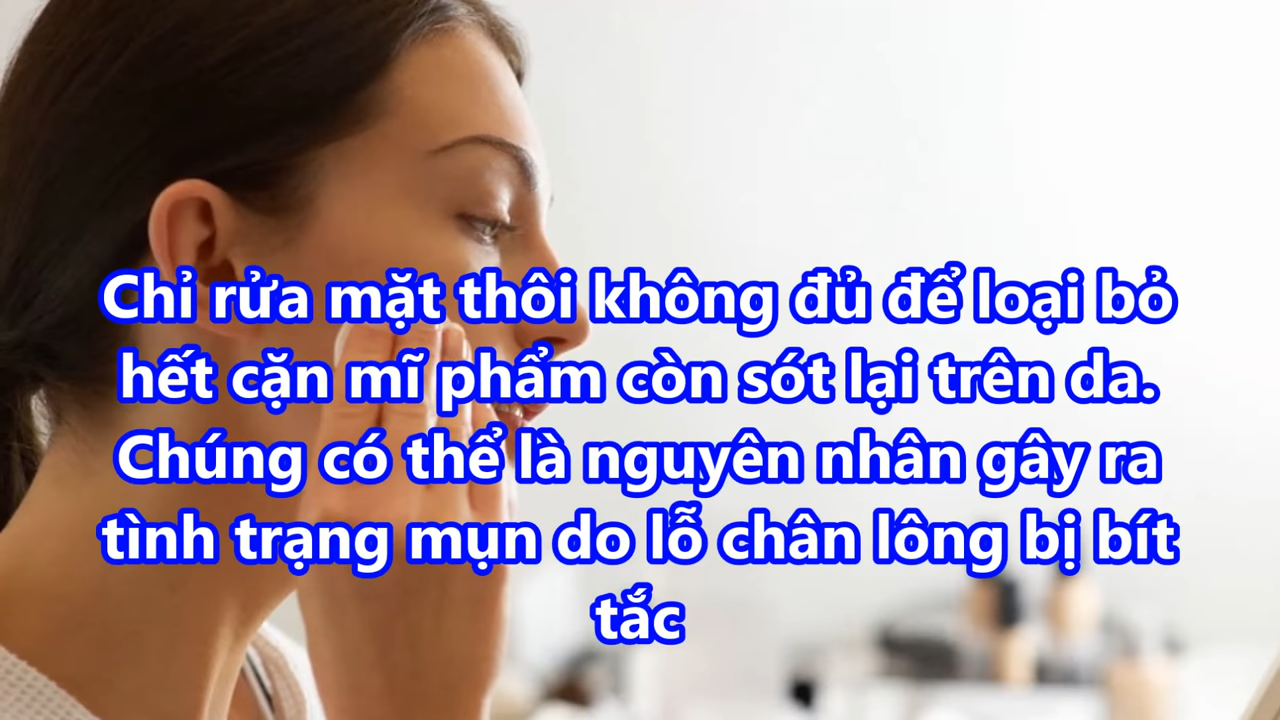 Chỉ rửa mặt thôi không đủ để loại bỏ
hết cặn mĩ phẩm còn sót lại trên da.
Chúng có thể là nguyên nhân gây ra
tình trạng mụn do lỗ chân lông bị bít
tắc